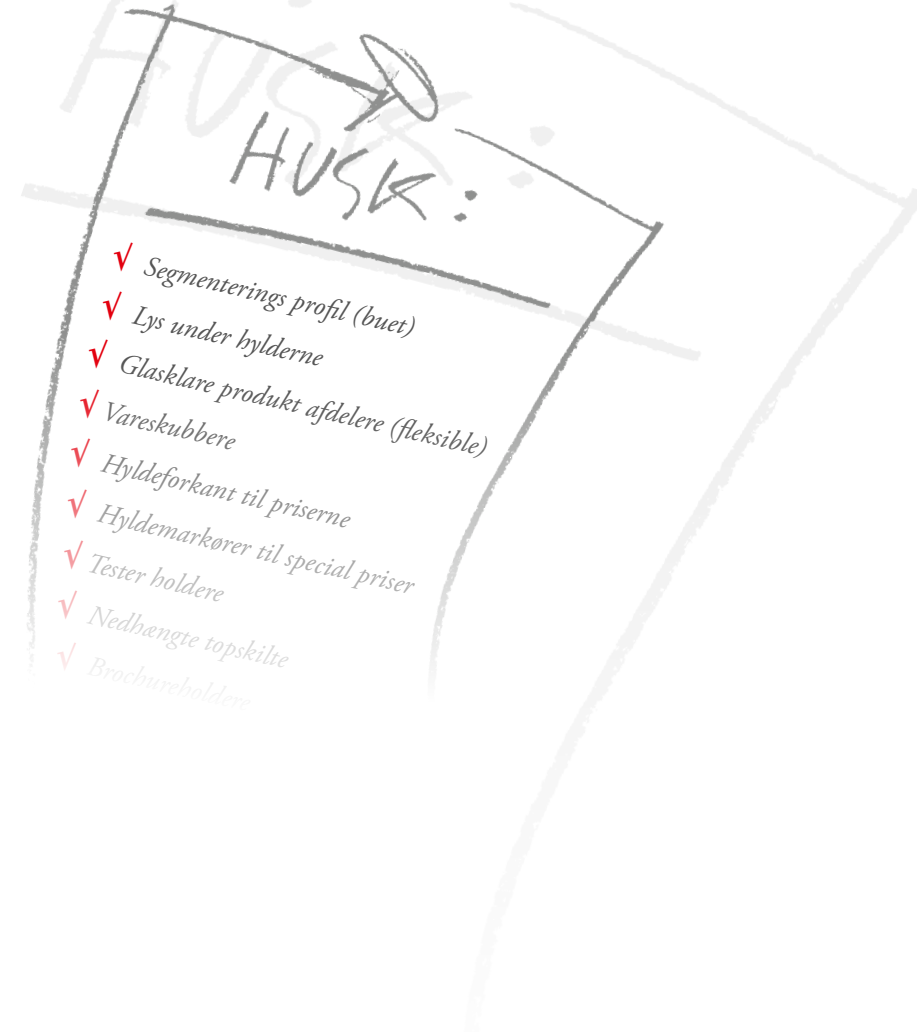 HUSK:
√ Segmenterings profil (buet)
√ Lys under hylderne
√ Glasklare produkt afdelere (fleksible)
√ Vareskubbere
√ Hyldeforkant til priserne
√ Hyldemarkører til special priser
√ Tester holdere
√ Nedhængte topskilte
√ Brochureholdere